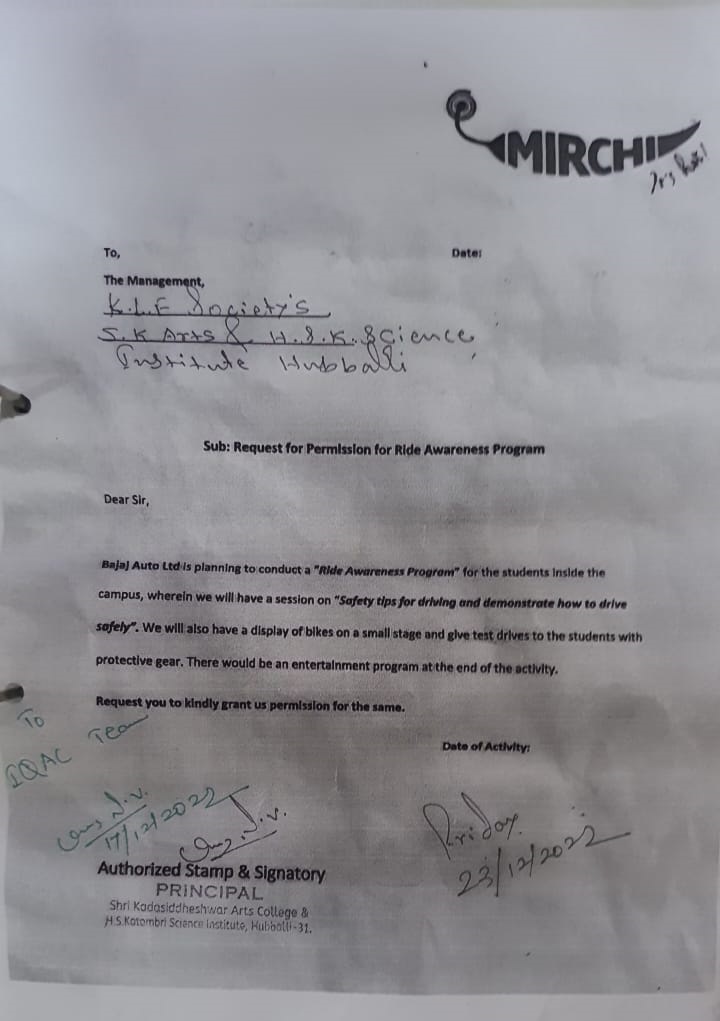 MIRCHI
To,
Date:
The Management,
K.L.E Society's
S.K Arts & H.S.K. Science
Institute Hubballi
Sub: Request for Permission for Ride Awareness Program
Dear Sir,
Bajaj Auto Ltd is planning to conduct a "Ride Awareness Program" for the students inside the
campus, wherein we will have a session on "Safety tips for driving and demonstrate how to drive
safely". We will also have a display of bikes on a small stage and give test drives to the students with
protective gear. There would be an entertainment program at the end of the activity.
Request you to kindly grant us permission for the same.
To
IQAC Team
Date of Activity:
17/12/2022
Friday
23/12/2022
Authorized Stamp & Signatory
PRINCIPAL
Shri Kadasiddheshwar Arts College &
H.S.Kotambri Science Institute, Hubballi-31.